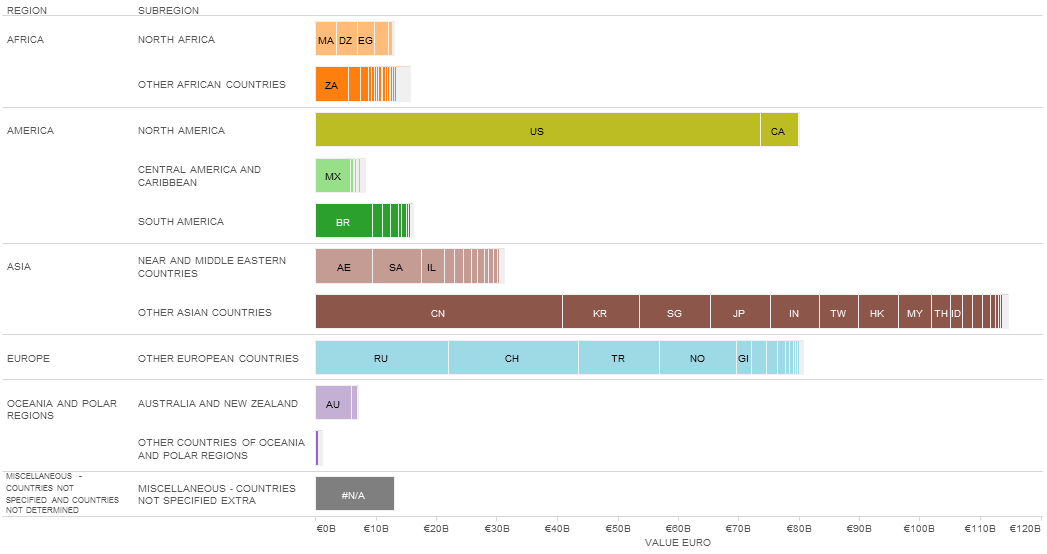 REGION SUBREGION
AFRICA NORTH AFRICA MA DZ EG
OTHER AFRICAN COUNTRIES ZA
AMERICA NORTH AMERICA US CA
CENTRAL AMERICA AND
CARIBBEAN MX
SOUTH AMERICA BR
ASIA NEAR AND MIDDLE EASTERN
COUNTRIES AE SA IL
OTHER ASIAN COUNTRIES CN KR SG JP IN TW HK MY TH ID
EUROPE OTHER EUROPEAN COUNTRIES RU CH TR NO GI
OCEANIA AND POLAR
REGIONS
AUSTRALIA AND NEW ZEALAND AU
OTHER COUNTRIES OF OCEANIA
AND POLAR REGIONS
MISCELLANEOUS -
COUNTRIES NOT
SPECIFIED AND COUNTRIES
NOT DETERMINED
MISCELLANEOUS - COUNTRIES
NOT SPECIFIED EXTRA
#N/A
€0B €10B €20B €30B €40B €50B €60B €70B €80B €90B €100B €110B €120B
VALUE EURO